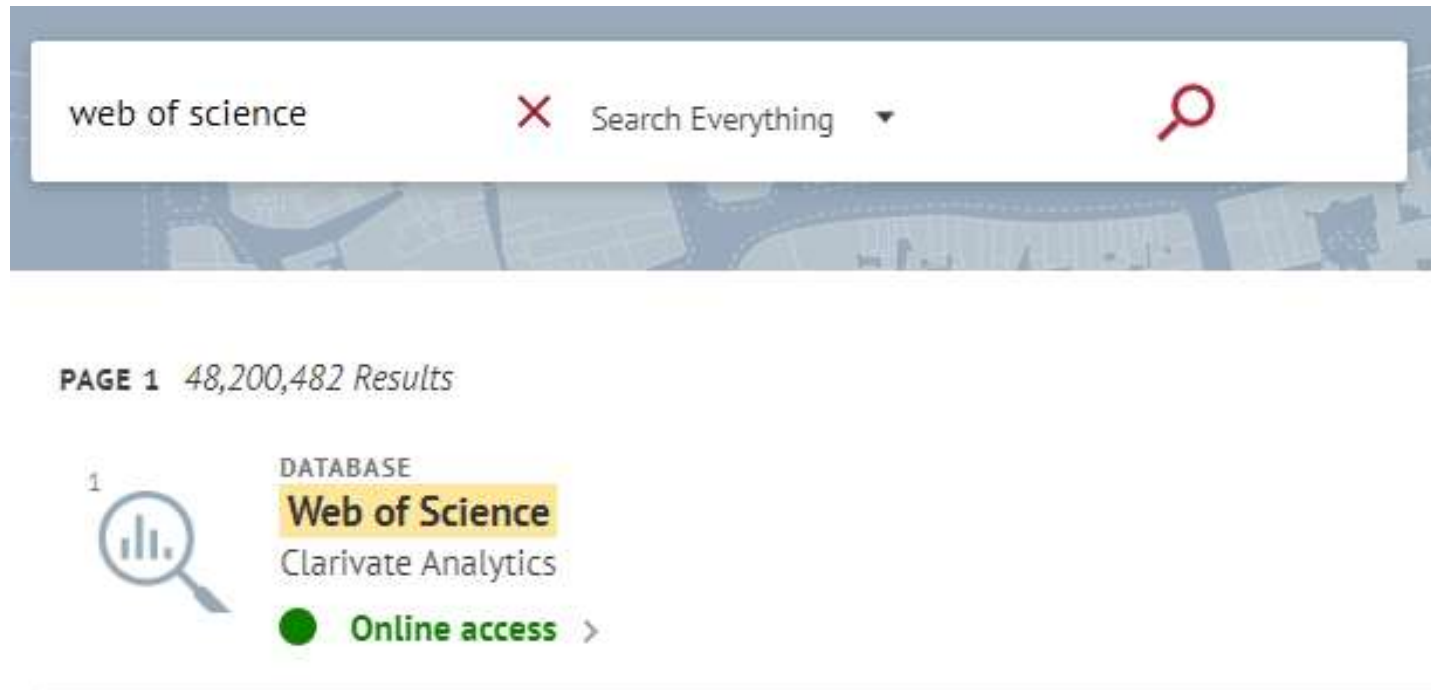 web of science Search Everything
PAGE 1 48,200,482 Results
1
DATABASE
Web of Science
Clarivate Analytics
Online access